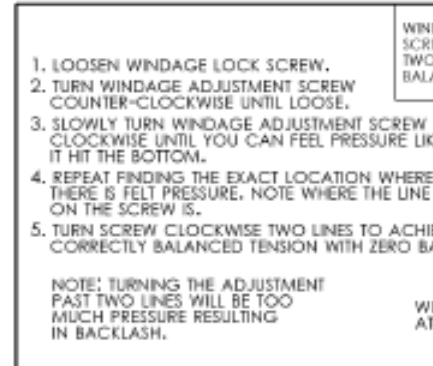 1. LOOSEN WINDAGE LOCK SCREW.
2. TURN WINDAGE ADJUSTMENT SCREW
COUNTER-CLOCKWISE UNTIL LOOSE.
3. SLOWLY TURN WINDAGE ADJUSTMENT SCREW
CLOCKWISE UNTIL YOU CAN FEEL PRESSURE
IT HIT THE BOTTOM.
4. REPEAT FINDING THE EXACT LOCATION WHERE
THERE IS FELT PRESSURE. NOTE WHERE THE LINE
ON THE SCREW IS.
5. TURN SCREW CLOCKWISE TWO LINES TO
CORRECTLY BALANCED TENSION WITH ZERO
NOTE: TURNING THE ADJUSTMENT
PAST TWO LINES WILL BE TOO
MUCH PRESSURE RESULTING
IN BACKLASH.
TWO
AT